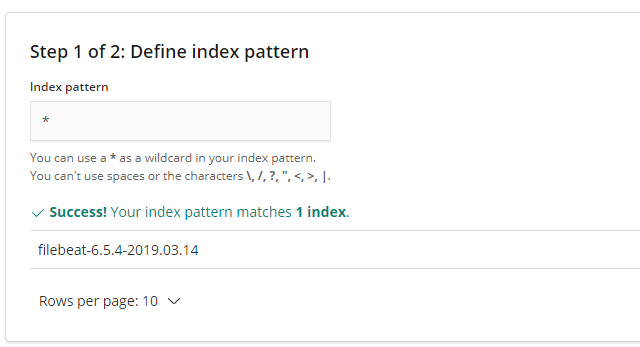 Step 1 of 2: Define index pattern
Index pattern
*
You can use a * as a wildcard in your index pattern.
You can't use spaces or the characters \, /, ?, ", <, >, |.
✓ Success! Your index pattern matches 1 index.
filebeat-6.5.4-2019.03.14
Rows per page: 10